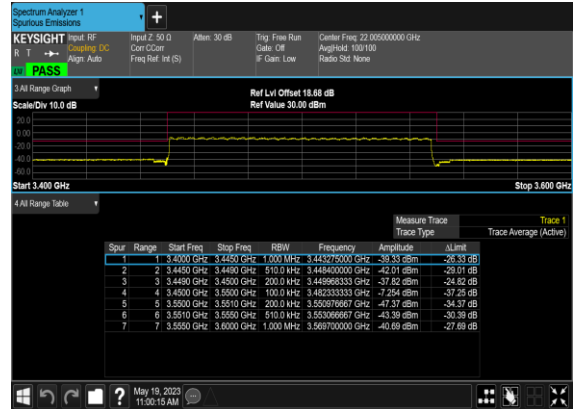 Spectrum Analyzer 1
Spurious Emissions
KEYSIGHT Input: RF Input Z: 50 Ω Atten: 30 dB Trig: Free Run Center Freq: 22.005000000 GHz
R T Coupling: DC Corr CCorr Gate: Off Avg|Hold: 100/100
Align: Auto Freq Ref: Int (S) IF Gain: Low Radio Std: None
PASS
3 All Range Graph Ref Lvl Offset 18.68 dB
Scale/Div 10.0 dB Ref Value 30.00 dBm
20.0
0.00
-20.0
-40.0
-60.0
Start 3.400 GHz Stop 3.600 GHz
4 All Range Table
Measure Trace Trace 1
Trace Type Trace Average (Active)
Spur Range Start Freq Stop Freq RBW Frequency Amplitude ΔLimit
1 1 3.4000 GHz 3.4450 GHz 1.000 MHz 3.443275000 GHz -39.33 dBm -26.33 dB
2 2 3.4450 GHz 3.4490 GHz 510.0 kHz 3.448400000 GHz -42.01 dBm -29.01 dB
3 3 3.4490 GHz 3.4500 GHz 200.0 kHz 3.449968333 GHz -37.82 dBm -24.82 dB
4 4 3.4500 GHz 3.5500 GHz 100.0 kHz 3.482333333 GHz -7.254 dBm -37.25 dB
5 5 3.5500 GHz 3.5510 GHz 200.0 kHz 3.550976667 GHz -47.37 dBm -34.37 dB
6 6 3.5510 GHz 3.5550 GHz 510.0 kHz 3.553066667 GHz -43.39 dBm -30.39 dB
7 7 3.5550 GHz 3.6000 GHz 1.000 MHz 3.569700000 GHz -40.69 dBm -27.69 dB
May 19, 2023
11:00:15 AM